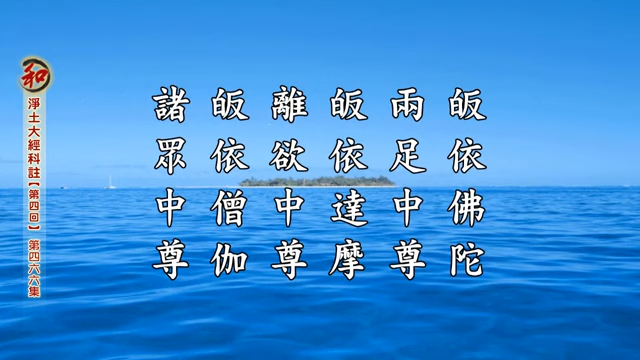 皈依佛陀
兩足中尊
皈依達摩
離欲中尊
皈依僧伽
諸眾中尊
和
淨土大經科註【第四回】 第四六六集